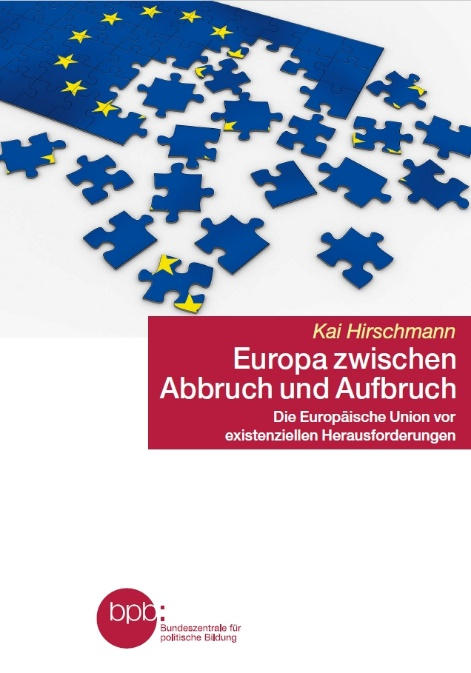 Kai Hirschmann
Europa zwischen
Abbruch und Aufbruch
Die Europäische Union vor
existenziellen Herausforderungen
bpb:
Bundeszentrale für
politische Bildung